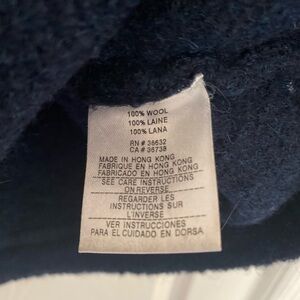 100% WOOL
100% LAINE
100% LANA
RN # 36632
CA # 36738
MADE IN HONG KONG
FABRIQUE EN HONG KONG
FABRICADO EN HONG KONG
SEE CARE INSTRUCTIONS
ON REVERSE
REGARDER LES
INSTRUCTIONS SUR
L'INVERSE
VER INSTRUCCIONES
PARA EL CUIDADO EN DORSA